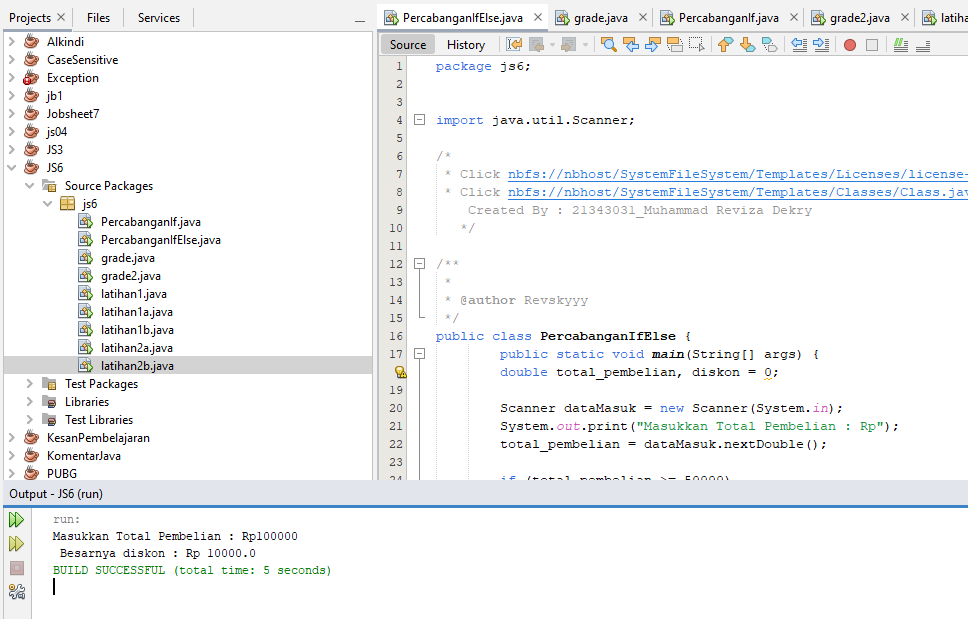 Projects
Files
Services
Alkindi
CaseSensitive
Exception
jb1
Jobsheet7
js04
JS3
JS6
Source Packages
js6
PercabanganIf.java
PercabanganIfElse.java
grade.java
grade2.java
latihan1.java
latihan1a.java
latihan1b.java
latihan2a.java
latihan2b.java
Test Packages
Libraries
Test Libraries
KesanPembelajaran
KomentarJava
PUBG
PercabanganIfElse.java
grade.java
PercabanganIf.java
grade2.java
latiha
Source
History
1 package js6;
2
3
4 import java.util.Scanner;
5
6 /*
7 * Click nbfs://nbhost/SystemFileSystem/Templates/Licenses/license-
8 * Click nbfs://nbhost/SystemFileSystem/Templates/Classes/Class.jav
9 Created By : 21343031_Muhammad Reviza Dekry
10 */
11
12 /**
13 *
14 * @author Revskyyy
15 */
16 public class PercabanganIfElse {
17 public static void main(String[] args) {
double total_pembelian, diskon = 0;
19
20 Scanner dataMasuk = new Scanner(System.in);
21 System.out.print("Masukkan Total Pembelian : Rp");
22 total_pembelian = dataMasuk.nextDouble();
23
24 if (total_pembelian >= 50000)
Output - JS6 (run)
run:
Masukkan Total Pembelian : Rp100000
Besarnya diskon : Rp 10000.0
BUILD SUCCESSFUL (total time: 5 seconds)